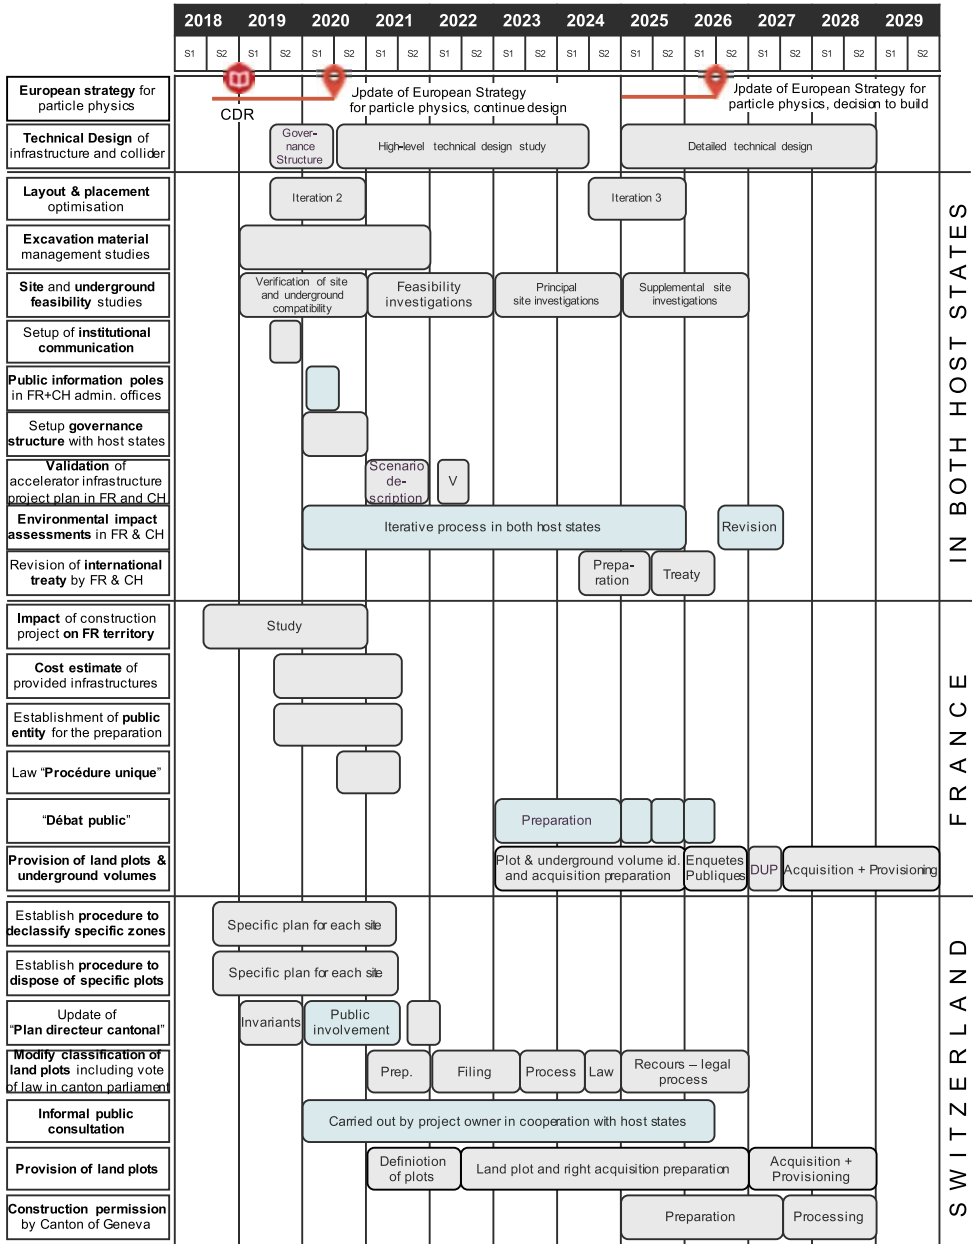 2018 2019 2020 2021 2022 2023 2024 2025 2026 2027 2028 2029
S1 S2 S1 S2 S1 S2 S1 S2 S1 S2 S1 S2 S1 S2 S1 S2 S1 S2 S1 S2 S1 S2 S1 S2
European strategy for
particle physics
CDR
Update of European Strategy
for particle physics, continue design
Update of European Strategy for
particle physics, decision to build
Technical Design of
infrastructure and collider
Gover-
nance
Structure
High-level technical design study
Detailed technical design
IN BOTH HOST STATES
Layout & placement
optimisation
Iteration 2
Iteration 3
Excavation material
management studies
Site and underground
feasibility studies
Verification of site
and underground
compatibility
Feasibility
investigations
Principal
site investigations
Supplemental site
investigations
Setup of institutional
communication
Public information poles
in FR+CH admin. offices
Setup governance
structure with host states
Validation of
accelerator infrastructure
project plan in FR and CH
Scenario
de-
scription
V
Environmental impact
assessments in FR & CH
Iterative process in both host states
Revision
Revision of international
treaty by FR & CH
Prepa-
ration
Treaty
FRANCE
Impact of construction
project on FR territory
Study
Cost estimate of
provided infrastructures
Establishment of public
entity for the preparation
Law “Procédure unique”
“Débat public”
Preparation
Provision of land plots &
underground volumes
Plot & underground volume id.
and acquisition preparation
Enquetes
Publiques
DUP
Acquisition + Provisioning
SWITZERLAND
Establish procedure to
declassify specific zones
Specific plan for each site
Establish procedure to
dispose of specific plots
Specific plan for each site
Update of
“Plan directeur cantonal”
Invariants
Public
involvement
Modify classification of
land plots including vote
of law in canton parliament
Prep.
Filing
Process
Law
Recours – legal
process
Informal public
consultation
Carried out by project owner in cooperation with host states
Provision of land plots
Definiotion
of plots
Land plot and right acquisition preparation
Acquisition +
Provisioning
Construction permission
by Canton of Geneva
Preparation
Processing